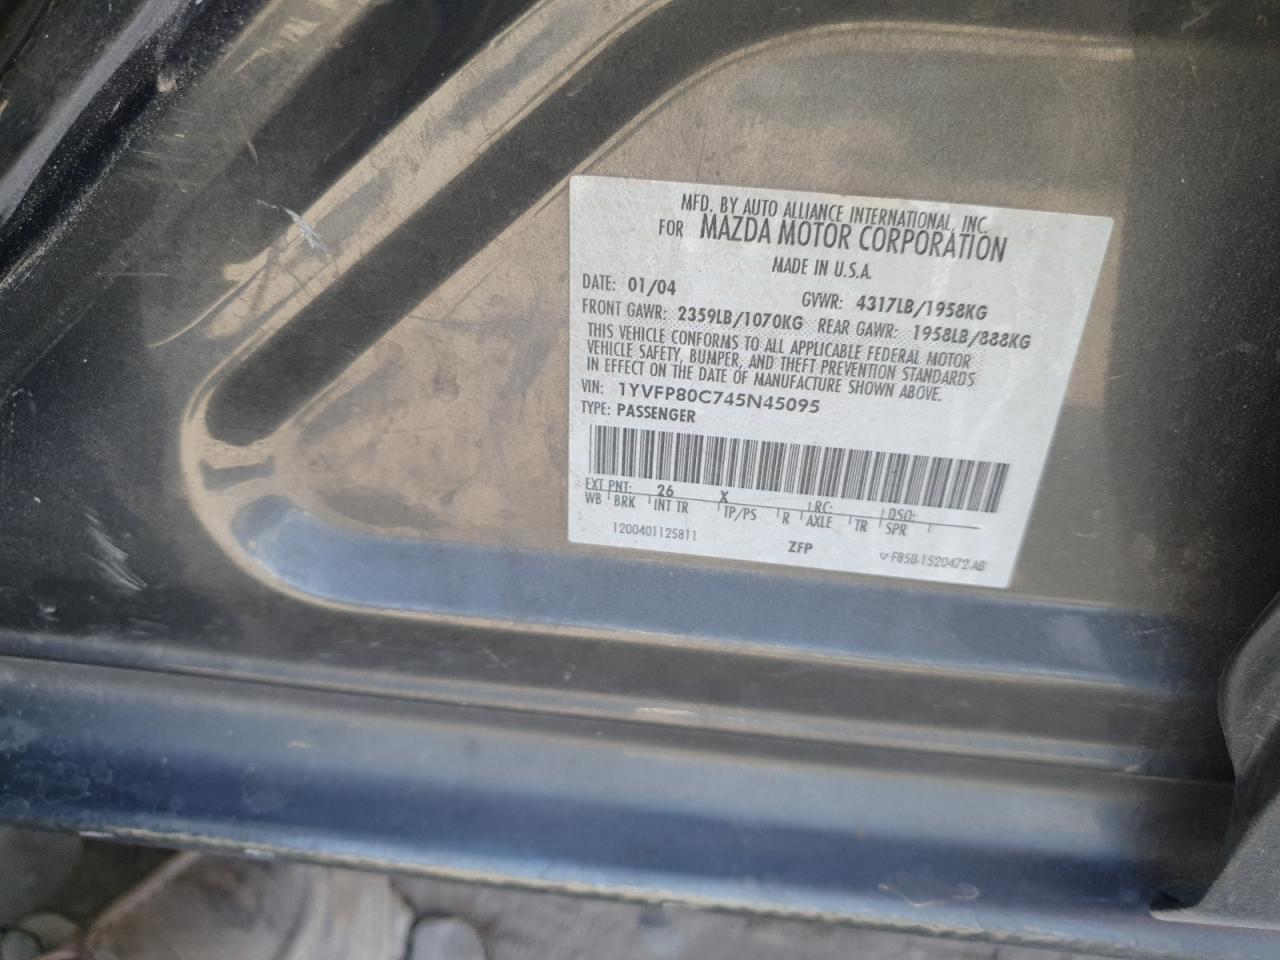 MFD. BY AUTO ALLIANCE INTERNATIONAL, INC.
FOR MAZDA MOTOR CORPORATION
MADE IN U.S.A.
DATE: 01/04 GVWR: 4317LB/1958KG
FRONT GAWR: 2359LB/1070KG REAR GAWR: 1958LB/888KG
THIS VEHICLE CONFORMS TO ALL APPLICABLE FEDERAL MOTOR
VEHICLE SAFETY, BUMPER, AND THEFT PREVENTION STANDARDS
IN EFFECT ON THE DATE OF MANUFACTURE SHOWN ABOVE.
VIN: 1YVFP80C745N45095
TYPE: PASSENGER
EXT PNT: 26 X RC: DSO:
WB BRK INT TR TP/PS R AXLE TR SPR
1200401125811 ZFP F85B-1520472-AB